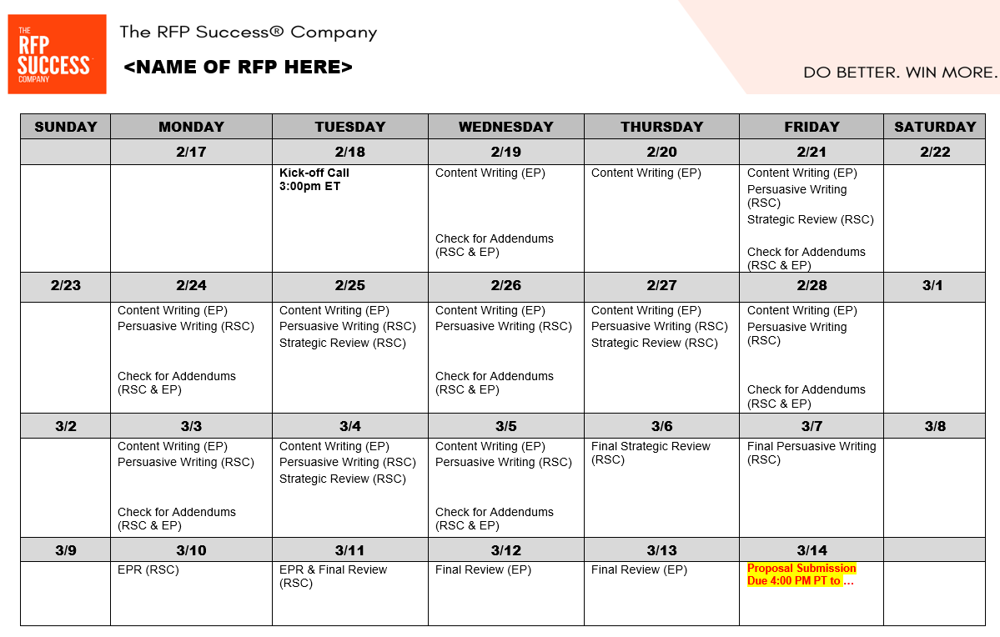 THE
RFP
SUCCESS
COMPANY
The RFP Success® Company
<NAME OF RFP HERE>
DO BETTER. WIN MORE.
SUNDAY MONDAY TUESDAY WEDNESDAY THURSDAY FRIDAY SATURDAY
2/17 2/18 2/19 2/20 2/21 2/22
Kick-off Call
3:00pm ET
Content Writing (EP)
Check for Addendums
(RSC & EP)
Content Writing (EP)
Content Writing (EP)
Persuasive Writing
(RSC)
Strategic Review (RSC)
Check for Addendums
(RSC & EP)
2/23 2/24 2/25 2/26 2/27 2/28 3/1
Content Writing (EP)
Persuasive Writing (RSC)
Check for Addendums
(RSC & EP)
Content Writing (EP)
Persuasive Writing (RSC)
Strategic Review (RSC)
Content Writing (EP)
Persuasive Writing (RSC)
Check for Addendums
(RSC & EP)
Content Writing (EP)
Persuasive Writing (RSC)
Strategic Review (RSC)
Content Writing (EP)
Persuasive Writing
(RSC)
Check for Addendums
(RSC & EP)
3/2 3/3 3/4 3/5 3/6 3/7 3/8
Content Writing (EP)
Persuasive Writing (RSC)
Check for Addendums
(RSC & EP)
Content Writing (EP)
Persuasive Writing (RSC)
Strategic Review (RSC)
Content Writing (EP)
Persuasive Writing (RSC)
Check for Addendums
(RSC & EP)
Final Strategic Review
(RSC)
Final Persuasive Writing
(RSC)
3/9 3/10 3/11 3/12 3/13 3/14
EPR (RSC)
EPR & Final Review
(RSC)
Final Review (EP)
Final Review (EP)
Proposal Submission
Due 4:00 PM PT to …